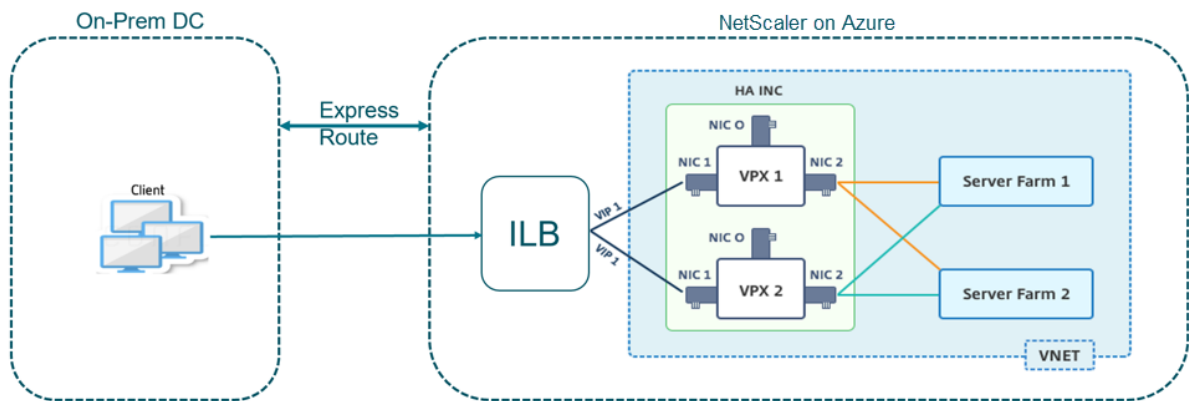 On-Prem DC
NetScaler on Azure
Express
Route
Client
ILB
VIP 1
VIP 1
HA INC
NIC O
NIC 1
VPX 1
NIC 2
NIC O
NIC 1
VPX 2
NIC 2
Server Farm 1
Server Farm 2
VNET